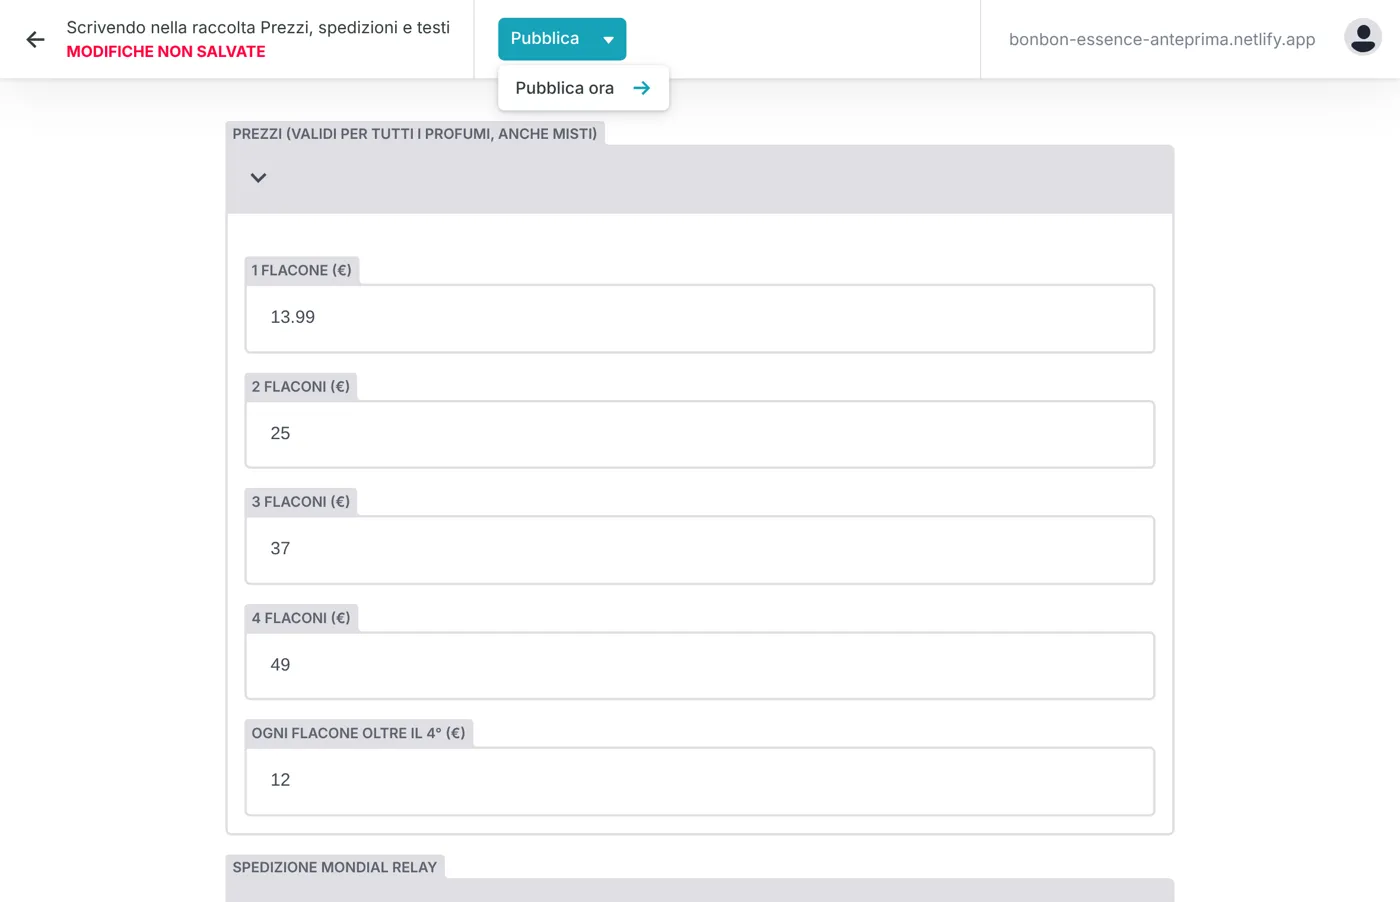 Scrivendo nella raccolta Prezzi, spedizioni e testi
MODIFICHE NON SALVATE
Pubblica
Pubblica ora
bonbon-essence-anteprima.netlify.app
PREZZI (VALIDI PER TUTTI I PROFUMI, ANCHE MISTI)
1 FLACONE (€)
13.99
2 FLACONI (€)
25
3 FLACONI (€)
37
4 FLACONI (€)
49
OGNI FLACONE OLTRE IL 4° (€)
12
SPEDIZIONE MONDIAL RELAY